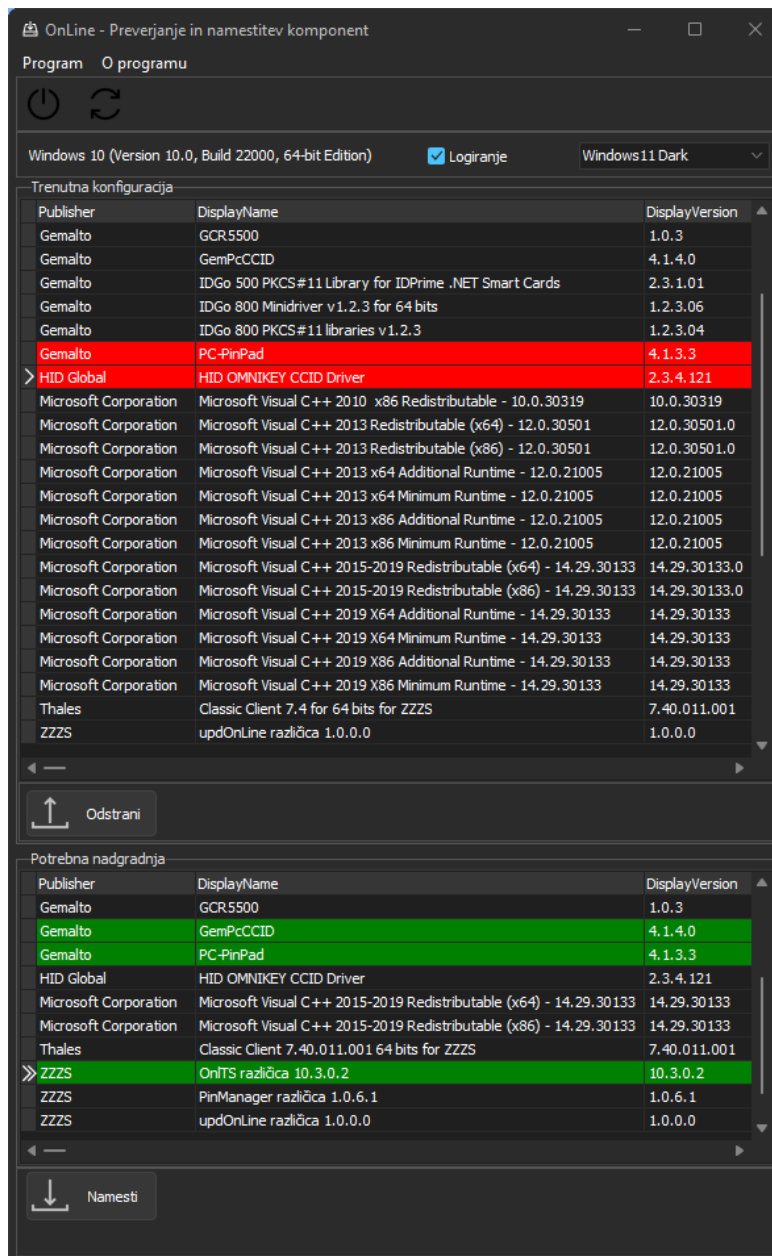 OnLine - Preverjanje in namestitev komponent
Program O programu
Windows 10 (Version 10.0, Build 22000, 64-bit Edition) Logiranje Windows11 Dark
Trenutna konfiguracija
Publisher DisplayName DisplayVersion
Gemalto GCR5500 1.0.3
Gemalto GemPcCCID 4.1.4.0
Gemalto IDGo 500 PKCS#11 Library for IDPrime .NET Smart Cards 2.3.1.01
Gemalto IDGo 800 Minidriver v1.2.3 for 64 bits 1.2.3.06
Gemalto IDGo 800 PKCS#11 libraries v1.2.3 1.2.3.04
Gemalto PC-PinPad 4.1.3.3
HID Global HID OMNIKEY CCID Driver 2.3.4.121
Microsoft Corporation Microsoft Visual C++ 2010 x86 Redistributable - 10.0.30319 10.0.30319
Microsoft Corporation Microsoft Visual C++ 2013 Redistributable (x64) - 12.0.30501 12.0.30501.0
Microsoft Corporation Microsoft Visual C++ 2013 Redistributable (x86) - 12.0.30501 12.0.30501.0
Microsoft Corporation Microsoft Visual C++ 2013 x64 Additional Runtime - 12.0.21005 12.0.21005
Microsoft Corporation Microsoft Visual C++ 2013 x64 Minimum Runtime - 12.0.21005 12.0.21005
Microsoft Corporation Microsoft Visual C++ 2013 x86 Additional Runtime - 12.0.21005 12.0.21005
Microsoft Corporation Microsoft Visual C++ 2013 x86 Minimum Runtime - 12.0.21005 12.0.21005
Microsoft Corporation Microsoft Visual C++ 2015-2019 Redistributable (x64) - 14.29.30133 14.29.30133.0
Microsoft Corporation Microsoft Visual C++ 2015-2019 Redistributable (x86) - 14.29.30133 14.29.30133.0
Microsoft Corporation Microsoft Visual C++ 2019 X64 Additional Runtime - 14.29.30133 14.29.30133
Microsoft Corporation Microsoft Visual C++ 2019 X64 Minimum Runtime - 14.29.30133 14.29.30133
Microsoft Corporation Microsoft Visual C++ 2019 X86 Additional Runtime - 14.29.30133 14.29.30133
Microsoft Corporation Microsoft Visual C++ 2019 X86 Minimum Runtime - 14.29.30133 14.29.30133
Thales Classic Client 7.4 for 64 bits for ZZZS 7.40.011.001
ZZZS updOnLine različica 1.0.0.0 1.0.0.0
Odstrani
Potrebna nadgradnja
Publisher DisplayName DisplayVersion
Gemalto GCR5500 1.0.3
Gemalto GemPcCCID 4.1.4.0
Gemalto PC-PinPad 4.1.3.3
HID Global HID OMNIKEY CCID Driver 2.3.4.121
Microsoft Corporation Microsoft Visual C++ 2015-2019 Redistributable (x64) - 14.29.30133 14.29.30133
Microsoft Corporation Microsoft Visual C++ 2015-2019 Redistributable (x86) - 14.29.30133 14.29.30133
Thales Classic Client 7.40.011.001 64 bits for ZZZS 7.40.011.001
ZZZS OnlTS različica 10.3.0.2 10.3.0.2
ZZZS PinManager različica 1.0.6.1 1.0.6.1
ZZZS updOnLine različica 1.0.0.0 1.0.0.0
Namesti